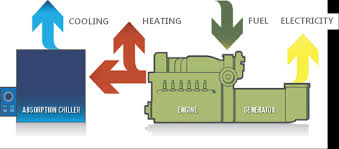 COOLING HEATING FUEL ELECTRICITY
ABSORPTION CHILLER ENGINE GENERATOR